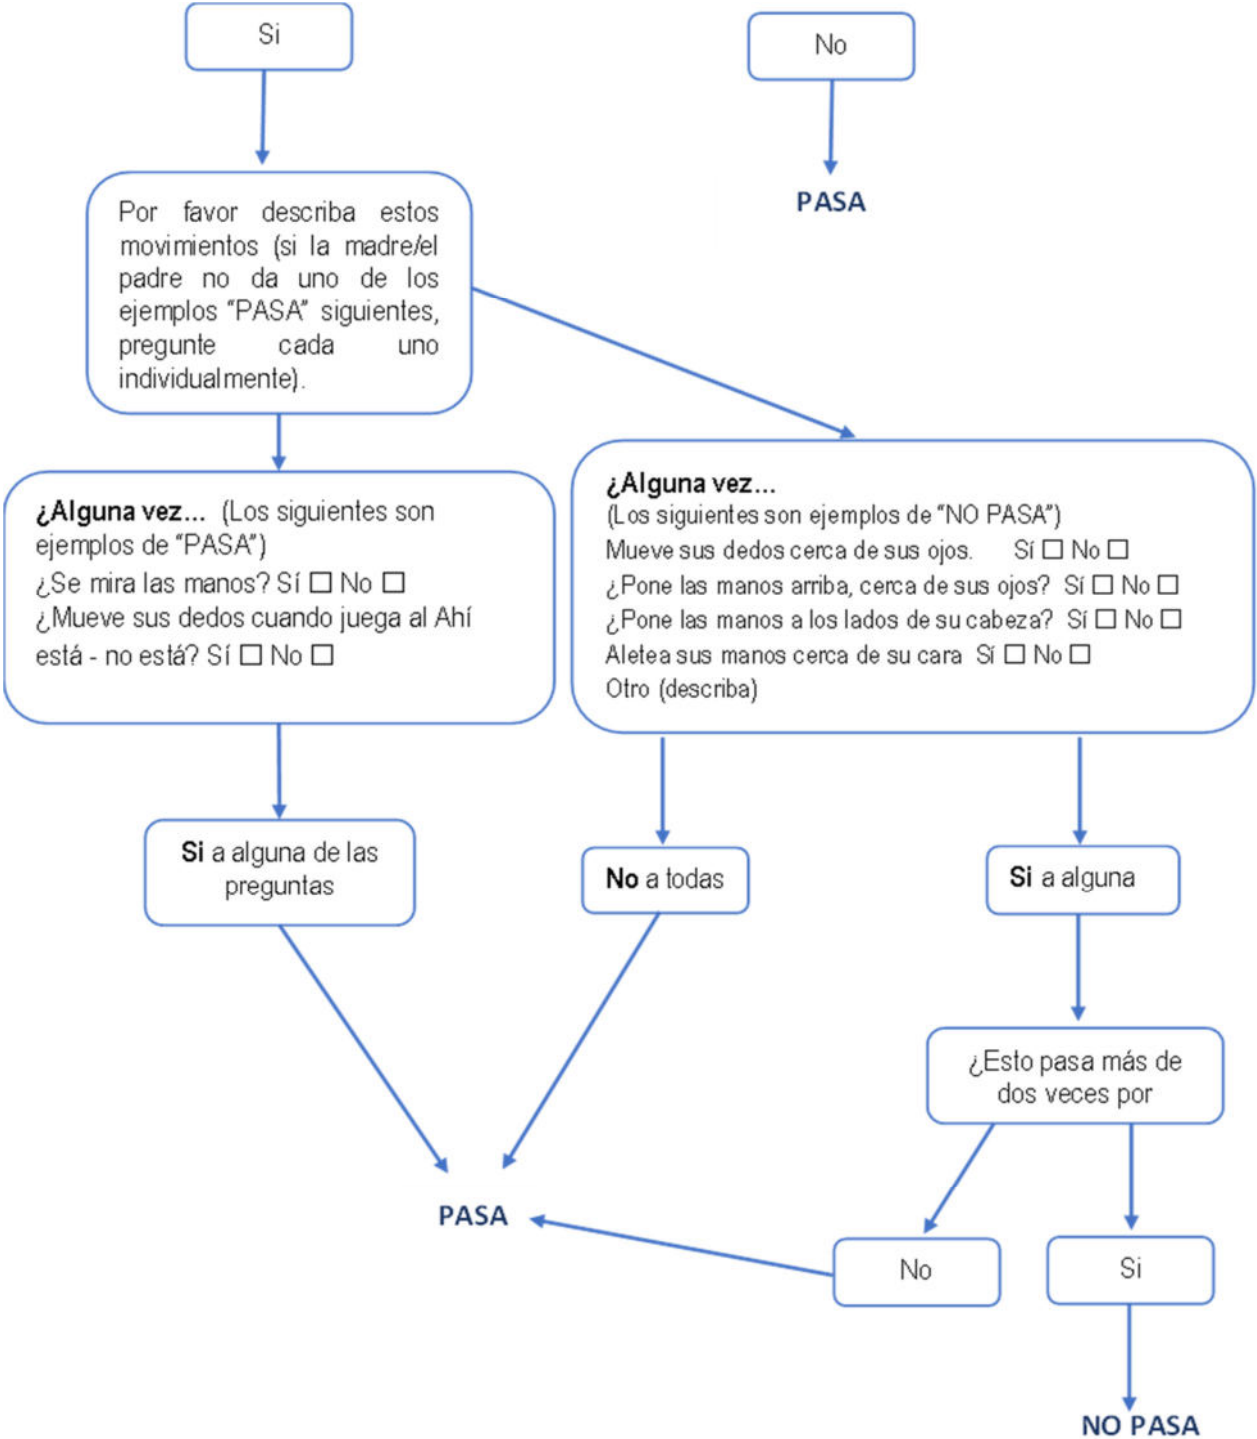 Si
No
PASA
Por favor describa estos
movimientos (si la madre/el
padre no da uno de los
ejemplos “PASA” siguientes,
pregunte cada uno
individualmente).
¿Alguna vez... (Los siguientes son
ejemplos de “PASA”)
¿Se mira las manos? Sí ☐ No ☐
¿Mueve sus dedos cuando juega al Ahí
está - no está? Sí ☐ No ☐
¿Alguna vez...
(Los siguientes son ejemplos de “NO PASA”)
Mueve sus dedos cerca de sus ojos. Sí ☐ No ☐
¿Pone las manos arriba, cerca de sus ojos? Sí ☐ No ☐
¿Pone las manos a los lados de su cabeza? Sí ☐ No ☐
Aletea sus manos cerca de su cara Sí ☐ No ☐
Otro (describa)
Si a alguna de las
preguntas
No a todas
Si a alguna
¿Esto pasa más de
dos veces por
PASA
No
Si
NO PASA